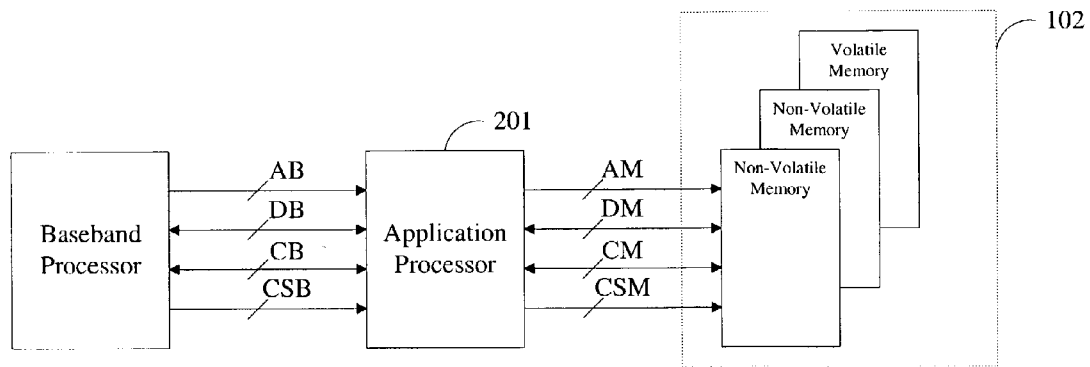 102
Volatile
Memory
Non-Volatile
Memory
Non-Volatile
Memory
201
Baseband
Processor
AB
DB
CB
CSB
Application
Processor
AM
DM
CM
CSM